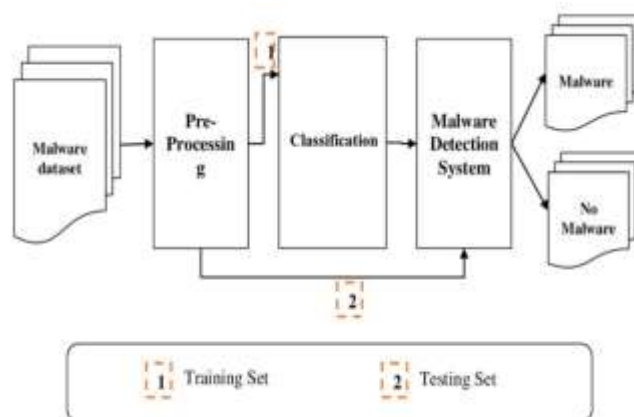 1
Malware
dataset
Pre-
Processin
g
Classification
Malware
Detection
System
Malware
No
Malware
2
1 Training Set
2 Testing Set